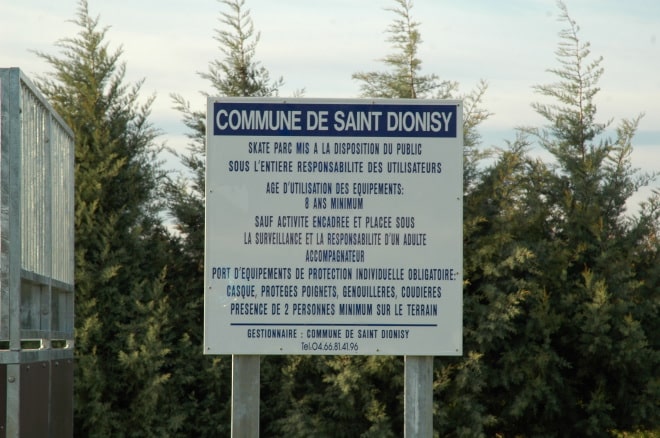 COMMUNE DE SAINT DIONISY
SKATE PARC MIS A LA DISPOSITION DU PUBLIC
SOUS L'ENTIERE RESPONSABILITE DES UTILISATEURS
AGE D'UTILISATION DES EQUIPEMENTS:
8 ANS MINIMUM
SAUF ACTIVITE ENCADREE ET PLACEE SOUS
LA SURVEILLANCE ET LA RESPONSABILITE D'UN ADULTE
ACCOMPAGNATEUR
PORT D'EQUIPEMENTS DE PROTECTION INDIVIDUELLE OBLIGATOIRE:
CASQUE, PROTEGES POIGNETS, GENOUILLERES, COUDIERES
PRESENCE DE 2 PERSONNES MINIMUM SUR LE TERRAIN
GESTIONNAIRE : COMMUNE DE SAINT DIONISY
Tel.04.66.81.41.96